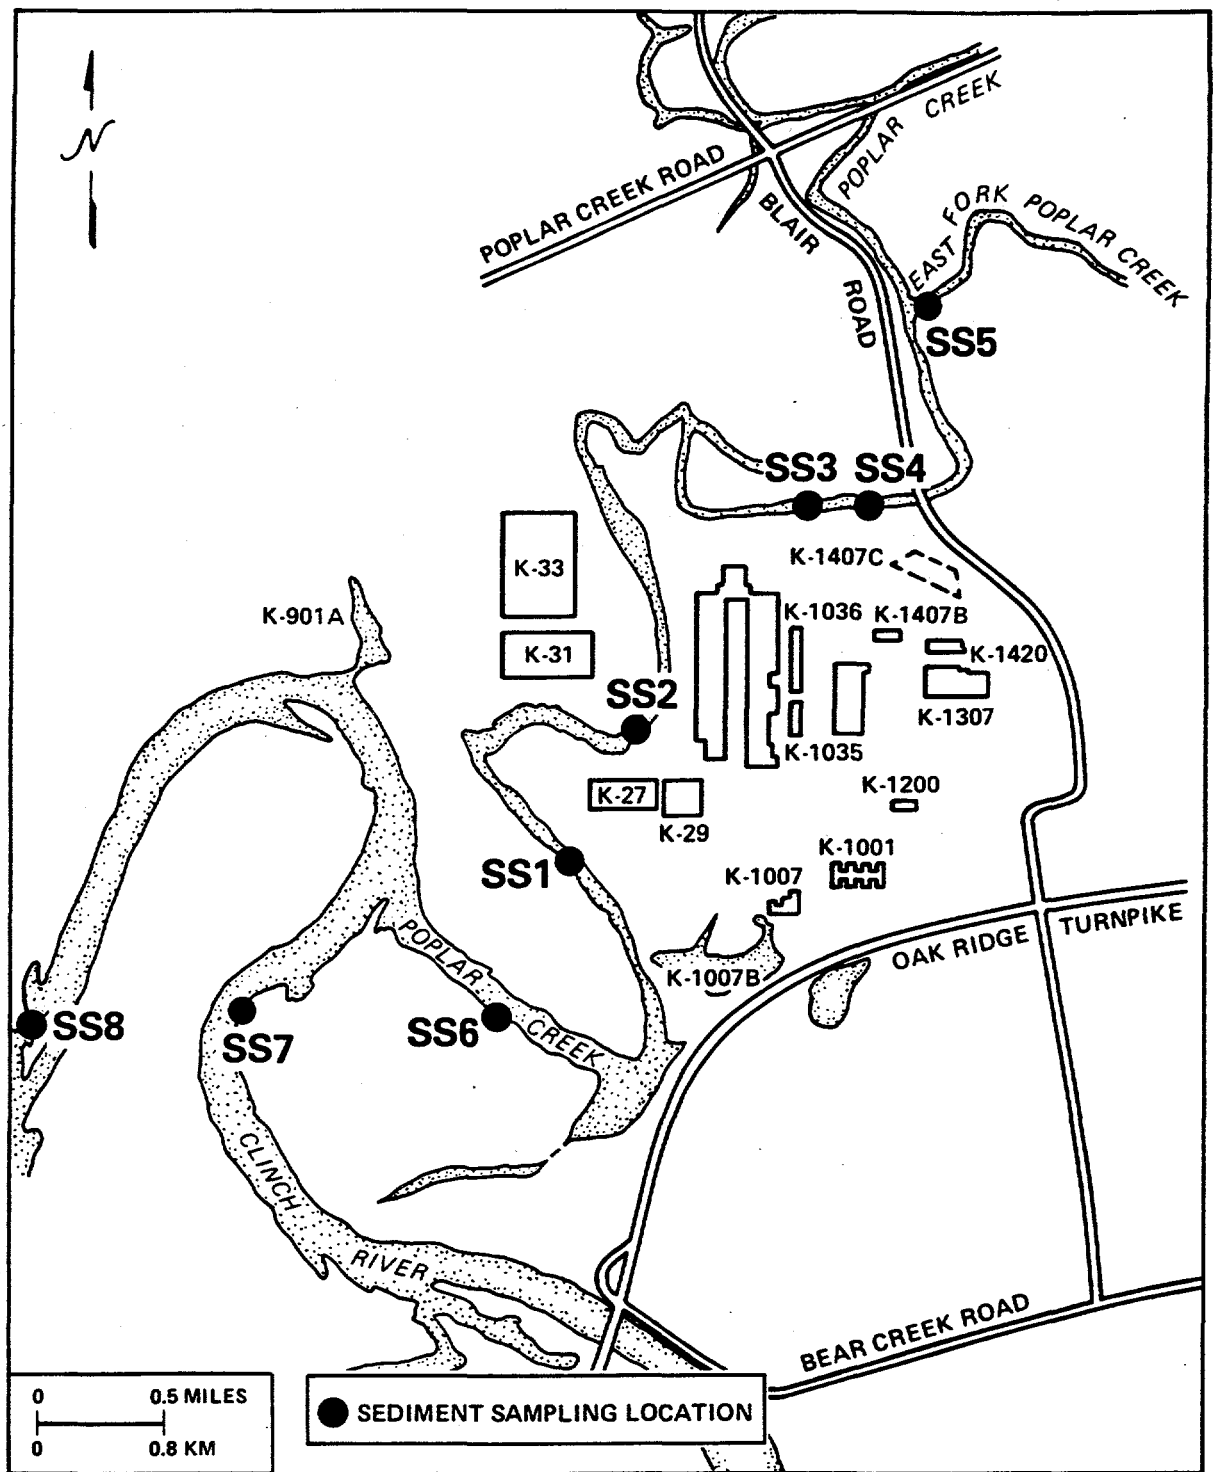 N
POPLAR CREEK ROAD
POPLAR CREEK
BLAIR ROAD
EAST FORK POPLAR CREEK
SS5
SS3
SS4
K-1407C
K-33
K-901A
K-1036
K-1407B
K-31
K-1420
SS2
K-1307
K-1035
K-27
K-29
K-1200
SS1
K-1001
K-1007
POPLAR CREEK
K-1007B
OAK RIDGE TURNPIKE
SS8
SS7
SS6
CLINCH RIVER
BEAR CREEK ROAD
0 0.5 MILES
0 0.8 KM
SEDIMENT SAMPLING LOCATION